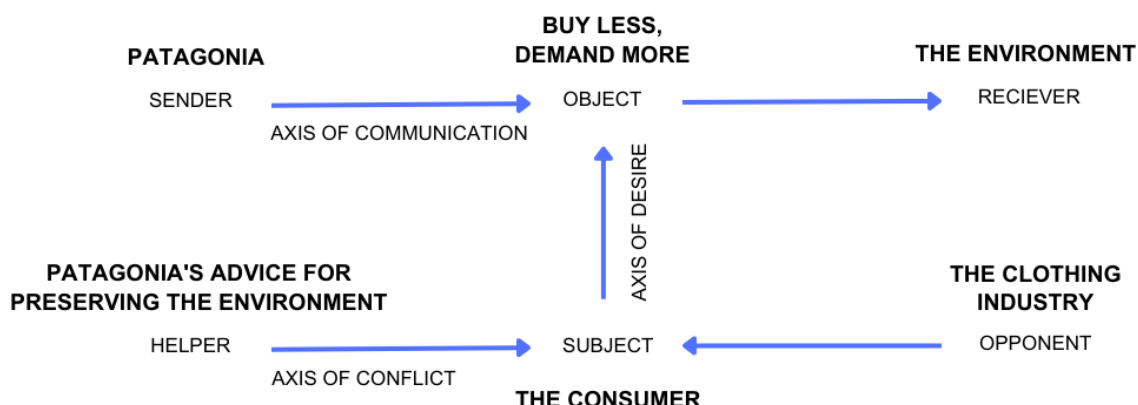 PATAGONIA
SENDER
AXIS OF COMMUNICATION
BUY LESS,
DEMAND MORE
OBJECT
THE ENVIRONMENT
RECIEVER
AXIS OF DESIRE
PATAGONIA'S ADVICE FOR
PRESERVING THE ENVIRONMENT
HELPER
AXIS OF CONFLICT
SUBJECT
THE CONSUMER
THE CLOTHING
INDUSTRY
OPPONENT